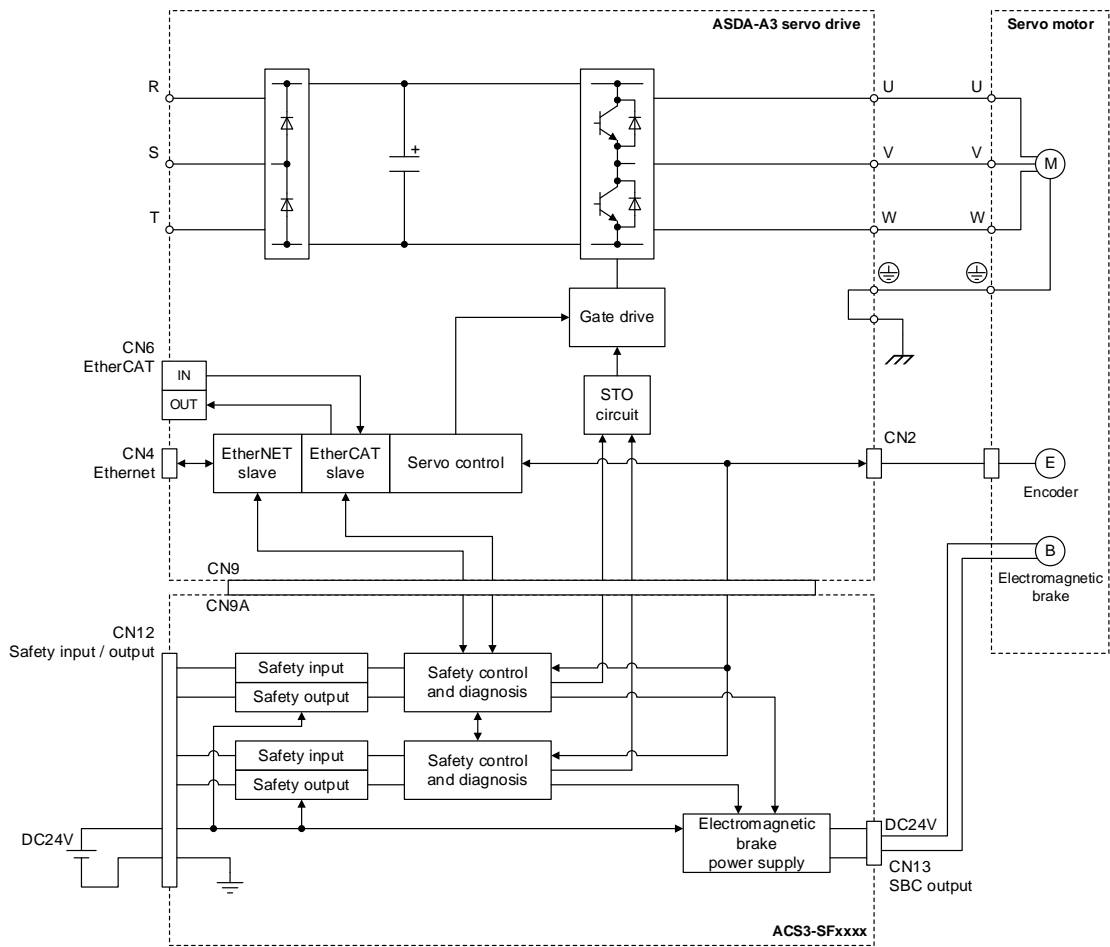 ASDA-A3 servo drive
Servo motor
R
S
T
+
U
U
V
V
W
W
M
Gate drive
STO
circuit
CN6
EtherCAT
IN
OUT
CN4
Ethernet
EtherNET
slave
EtherCAT
slave
Servo control
CN2
E
Encoder
B
Electromagnetic
brake
CN9
CN9A
CN12
Safety input / output
Safety input
Safety output
Safety control
and diagnosis
Safety input
Safety output
Safety control
and diagnosis
DC24V
Electromagnetic
brake
power supply
DC24V
CN13
SBC output
ACS3-SFxxxx